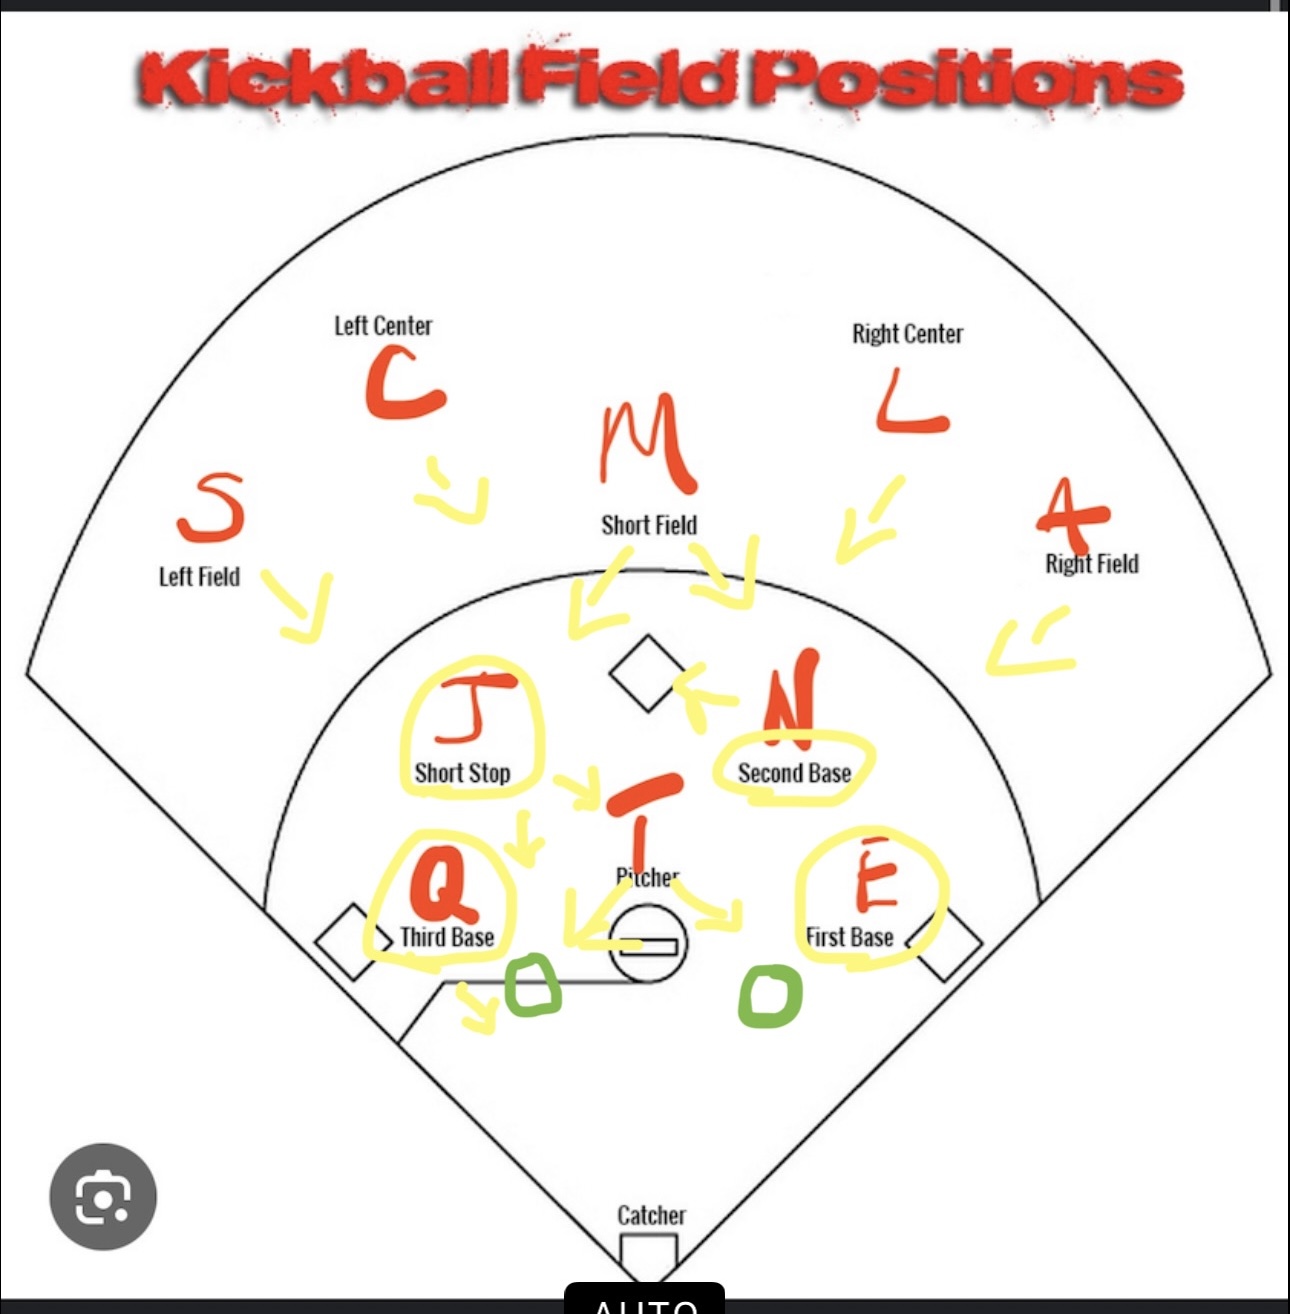 Kickball Field Positions
Left Center
Right Center
C
L
M
S
A
Short Field
Left Field
Right Field
J
N
Short Stop
Second Base
T
Q
E
Pitcher
Third Base
First Base
Catcher
AUTO